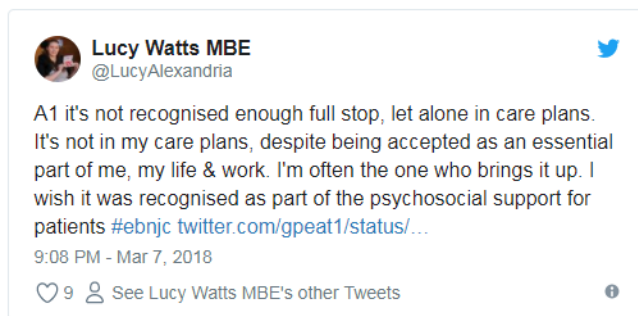 Lucy Watts MBE
@LucyAlexandria
A1 it's not recognised enough full stop, let alone in care plans.
It's not in my care plans, despite being accepted as an essential
part of me, my life & work. I'm often the one who brings it up. I
wish it was recognised as part of the psychosocial support for
patients #ebnjc twitter.com/gpeat1/status/…
9:08 PM - Mar 7, 2018
9 See Lucy Watts MBE's other Tweets